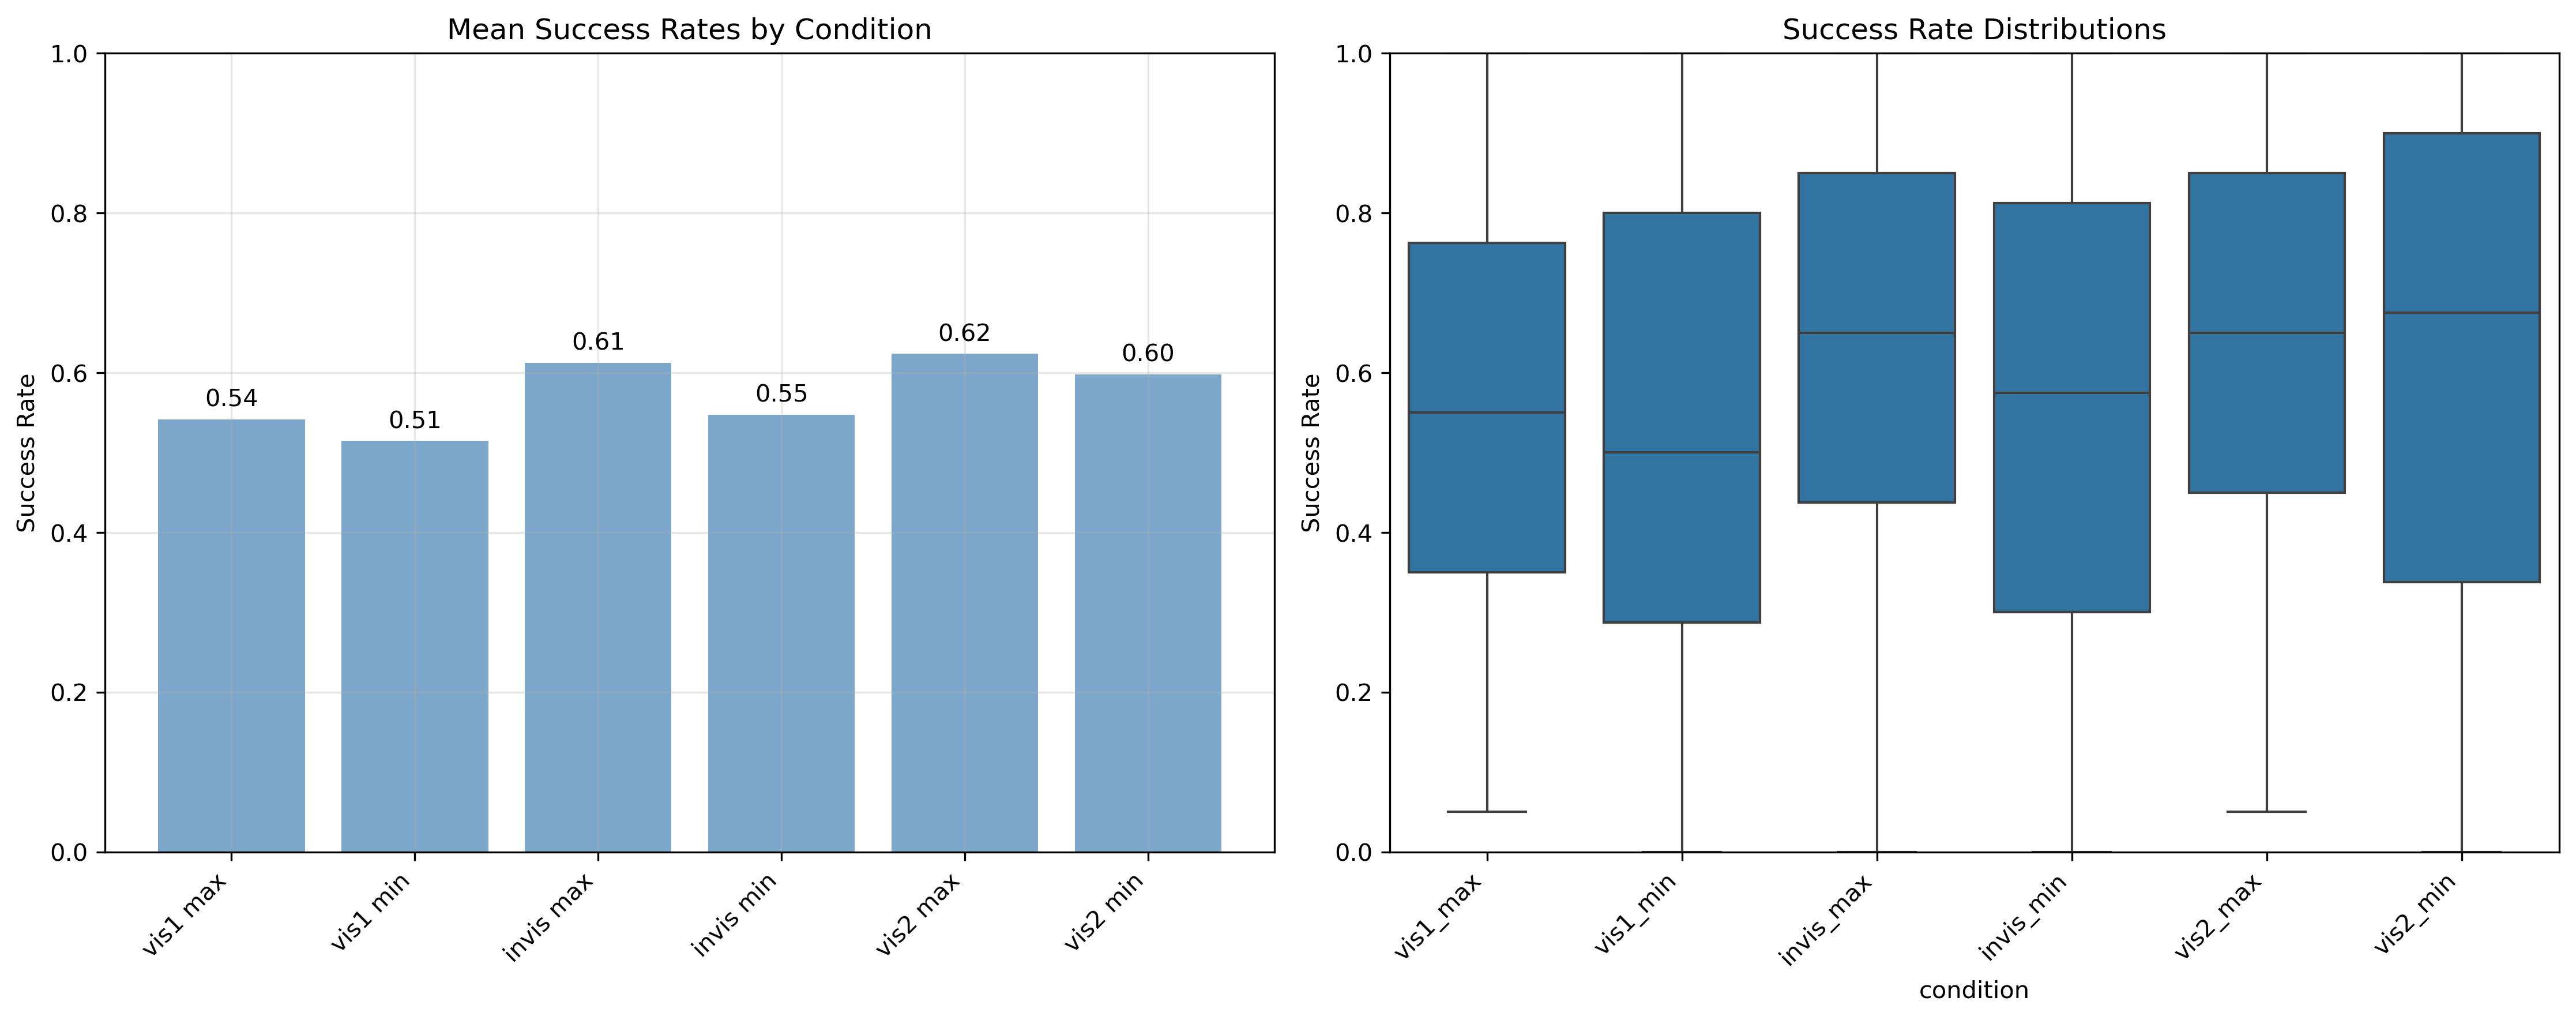 Mean Success Rates by Condition
Success Rate
1.0
0.8
0.6
0.4
0.2
0.0
0.54
0.51
0.61
0.55
0.62
0.60
vis1 max
vis1 min
invis max
invis min
vis2 max
vis2 min
Success Rate Distributions
Success Rate
1.0
0.8
0.6
0.4
0.2
0.0
vis1_max
vis1_min
invis_max
invis_min
vis2_max
vis2_min
condition